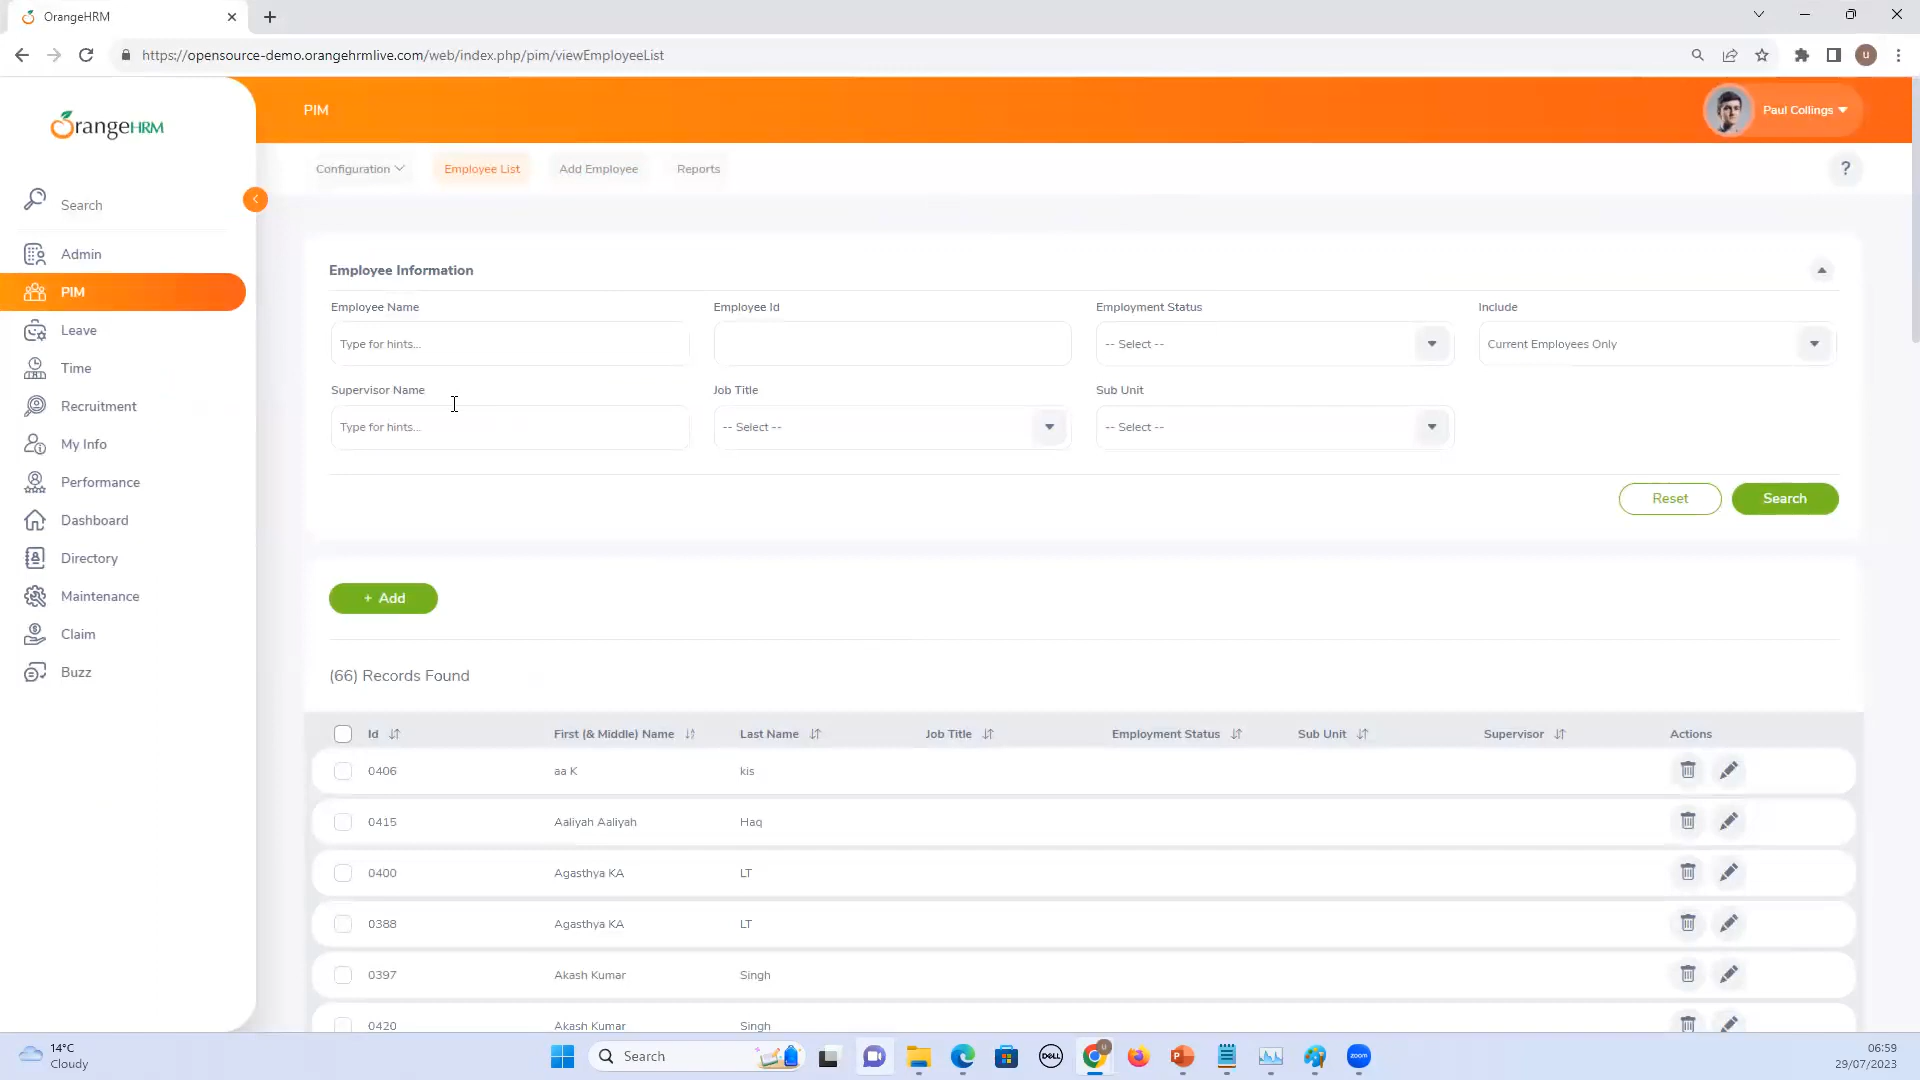 OrangeHRM
https://opensource-demo.orangehrmlive.com/web/index.php/pim/viewEmployeeList
u
OrangeHRM
PIM
Paul Collings
Configuration
Employee List
Add Employee
Reports
?
Search
Admin
PIM
Leave
Time
Recruitment
My Info
Performance
Dashboard
Directory
Maintenance
Claim
Buzz
Employee Information
Employee Name
Employee Id
Employment Status
Include
Type for hints...
-- Select --
Current Employees Only
Supervisor Name
Job Title
Sub Unit
Type for hints...
-- Select --
-- Select --
Reset
Search
+ Add
(66) Records Found
Id
First (& Middle) Name
Last Name
Job Title
Employment Status
Sub Unit
Supervisor
Actions
0406 aa K kis
0415 Aaliyah Aaliyah Haq
0400 Agasthya KA LT
0388 Agasthya KA LT
0397 Akash Kumar Singh
0420 Akash Kumar Singh
14°C
Cloudy
Search
DELL
u
zoom
06:59
29/07/2023